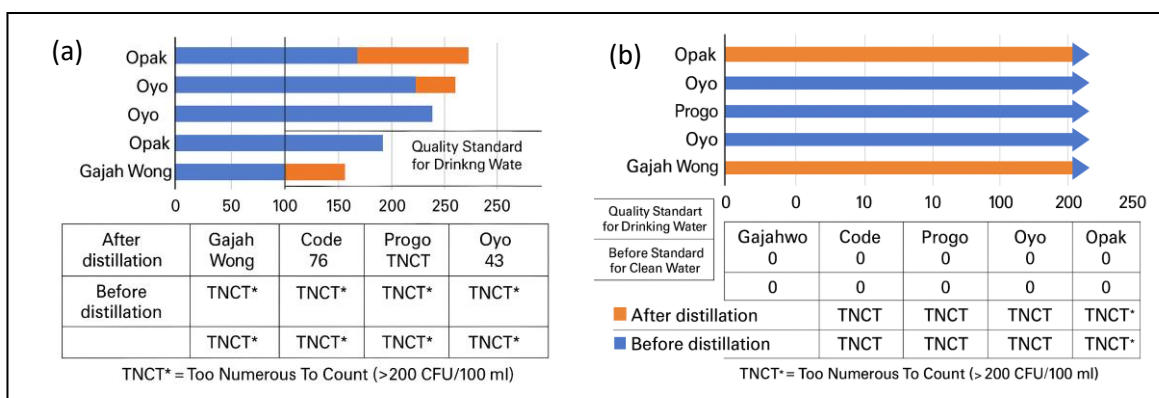 (a)
Opak
Oyo
Oyo
Opak
Gajah Wong
Quality Standard
for Drinkng Wate
0 50 100 150 200 250 250
After
distillation
Gajah
Wong
Code
76
Progo
TNCT
Oyo
43
Before
distillation
TNCT* TNCT* TNCT* TNCT*
TNCT* TNCT* TNCT* TNCT*
TNCT* = Too Numerous To Count (>200 CFU/100 ml)
(b)
Opak
Oyo
Progo
Oyo
Gajah Wong
0 0 10 10 100 200 250
Quality Standart
for Drinking Water
Before Standard
for Clean Water
Gajahwo Code Progo Oyo Opak
0 0 0 0 0
0 0 0 0 0
After distillation TNCT TNCT TNCT TNCT*
Before distillation TNCT TNCT TNCT TNCT*
TNCT* = Too Numerous To Count (>200 CFU/100 ml)